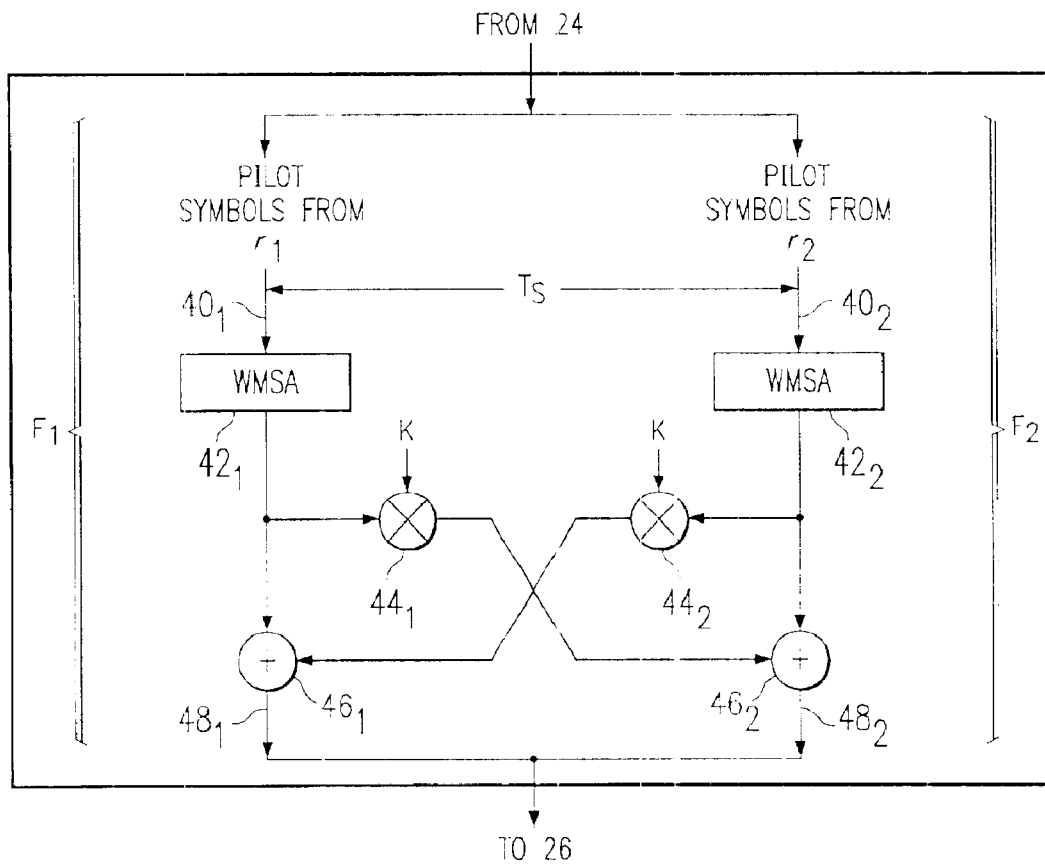 FROM 24
PILOT
SYMBOLS FROM
r1
PILOT
SYMBOLS FROM
r2
TS
401
402
WMSA
WMSA
F1
F2
421
K
K
422
441
442
+
+
461
462
481
482
TO 26